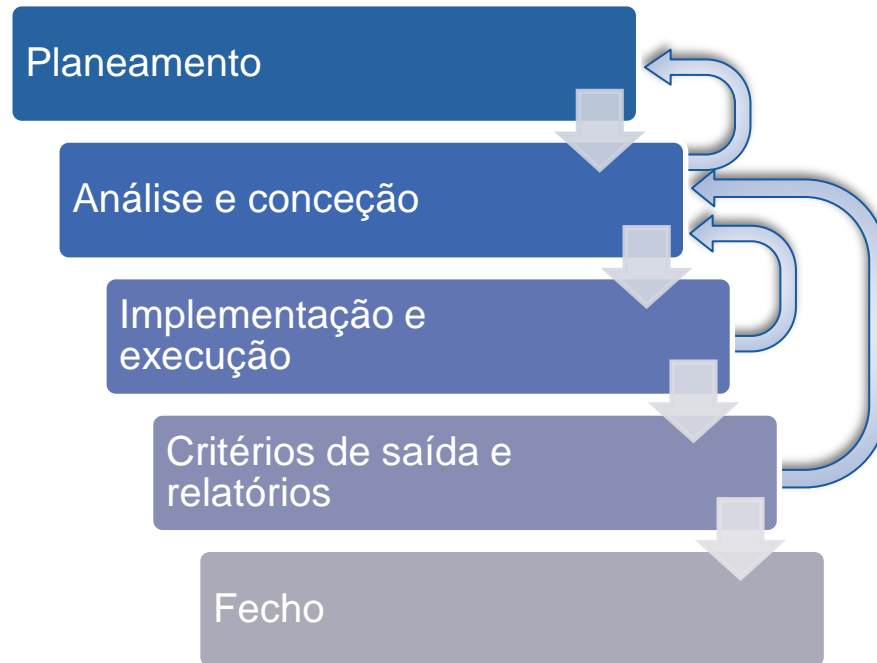 Planeamento
Análise e conceção
Implementação e
execução
Critérios de saída e
relatórios
Fecho